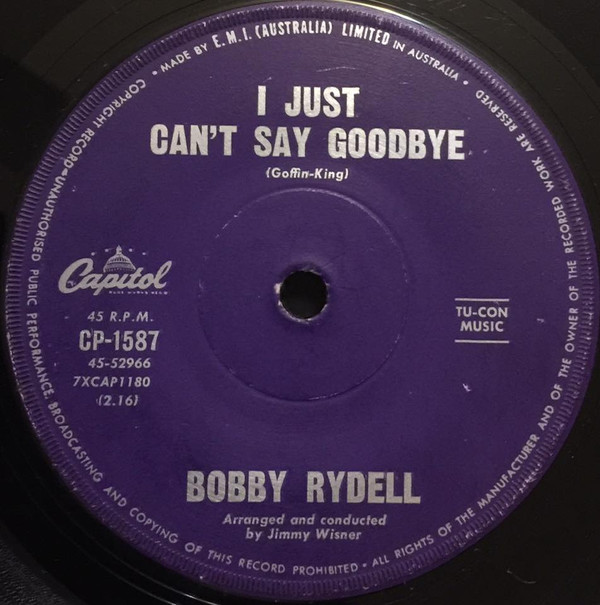 COPYRIGHT RECORD•UNAUTHORISED PUBLIC PERFORMANCE, BROADCASTING AND COPYING OF THIS RECORD PROHIBITED • ALL RIGHTS OF THE MANUFACTURER AND OF THE OWNER OF THE RECORDED WORK ARE RESERVED
• MADE BY E.M.I. (AUSTRALIA) LIMITED IN AUSTRALIA •
I JUST
CAN'T SAY GOODBYE
(Goffin-King)
Capitol
45 R.P.M.
CP-1587
45-52966
7XCAP1180
(2.16)
TU-CON
MUSIC
BOBBY RYDELL
Arranged and conducted
by Jimmy Wisner